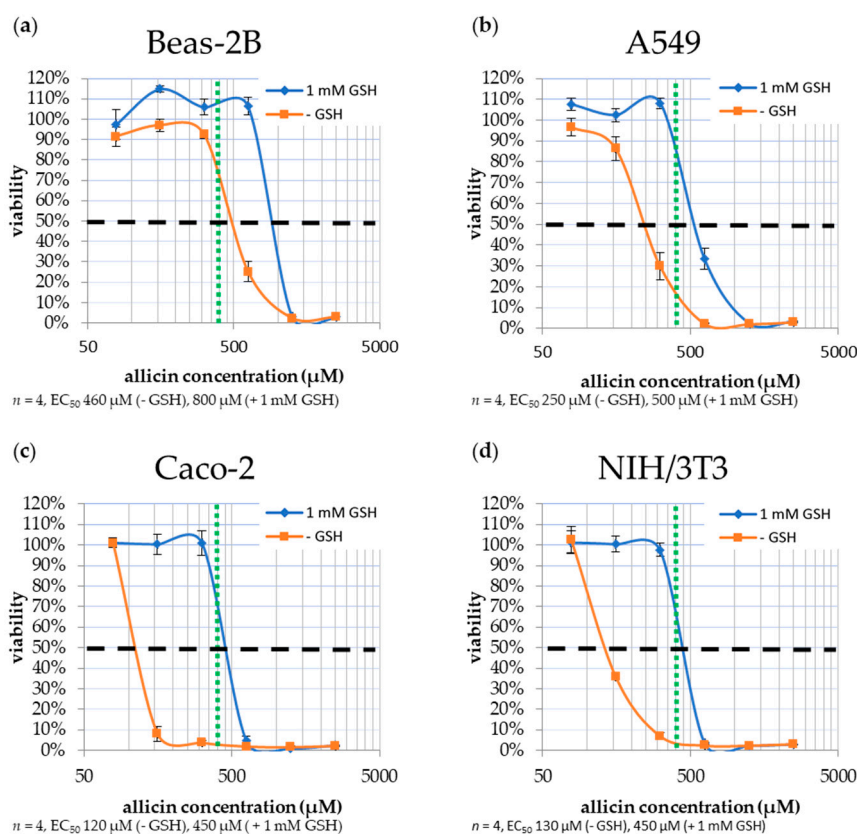 (a)
Beas-2B
120%
110%
100%
90%
80%
70%
60%
50%
40%
30%
20%
10%
0%
viability
1 mM GSH
- GSH
50
500
5000
allicin concentration (µM)
n = 4, EC50 460 µM (- GSH), 800 µM (+ 1 mM GSH)
(b)
A549
120%
110%
100%
90%
80%
70%
60%
50%
40%
30%
20%
10%
0%
viability
1 mM GSH
- GSH
50
500
5000
allicin concentration (µM)
n = 4, EC50 250 µM (- GSH), 500 µM (+ 1 mM GSH)
(c)
Caco-2
120%
110%
100%
90%
80%
70%
60%
50%
40%
30%
20%
10%
0%
viability
1 mM GSH
- GSH
50
500
5000
allicin concentration (µM)
n = 4, EC50 120 µM (- GSH), 450 µM ( + 1 mM GSH)
(d)
NIH/3T3
120%
110%
100%
90%
80%
70%
60%
50%
40%
30%
20%
10%
0%
viability
1 mM GSH
- GSH
50
500
5000
allicin concentration (µM)
n = 4, EC50 130 µM (- GSH), 450 µM (+ 1 mM GSH)